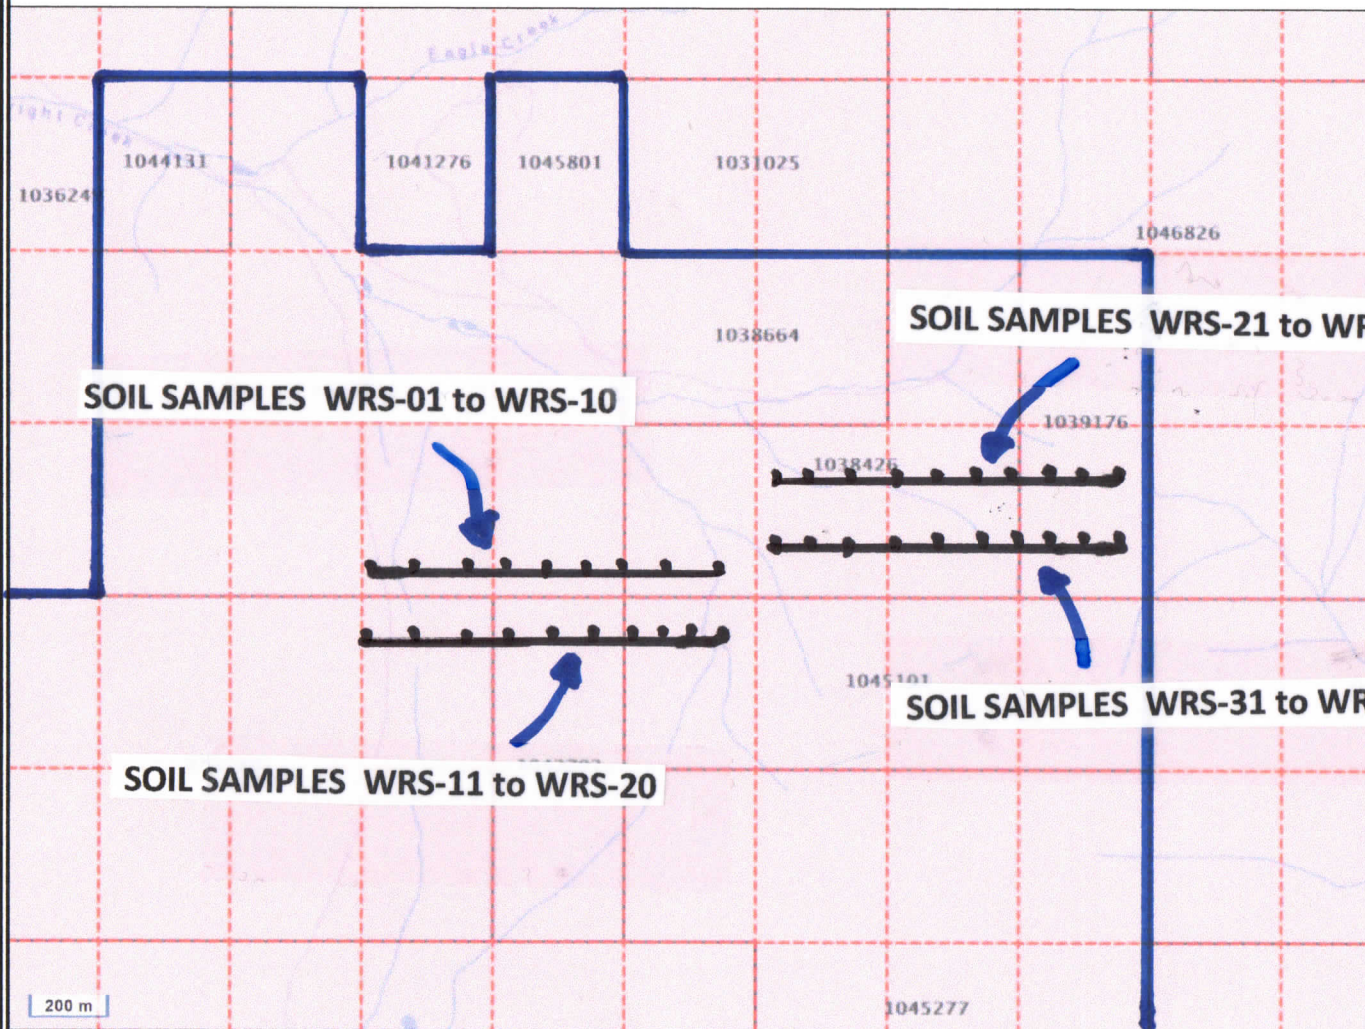 Eagle Creek
Creek
1044131
1041276
1045801
1031025
1036249
1046826
SOIL SAMPLES WRS-21 to
1038664
SOIL SAMPLES WRS-01 to WRS-10
1039176
1038426
1045101
SOIL SAMPLES WRS-31 to
SOIL SAMPLES WRS-11 to WRS-20
200 m
1045277